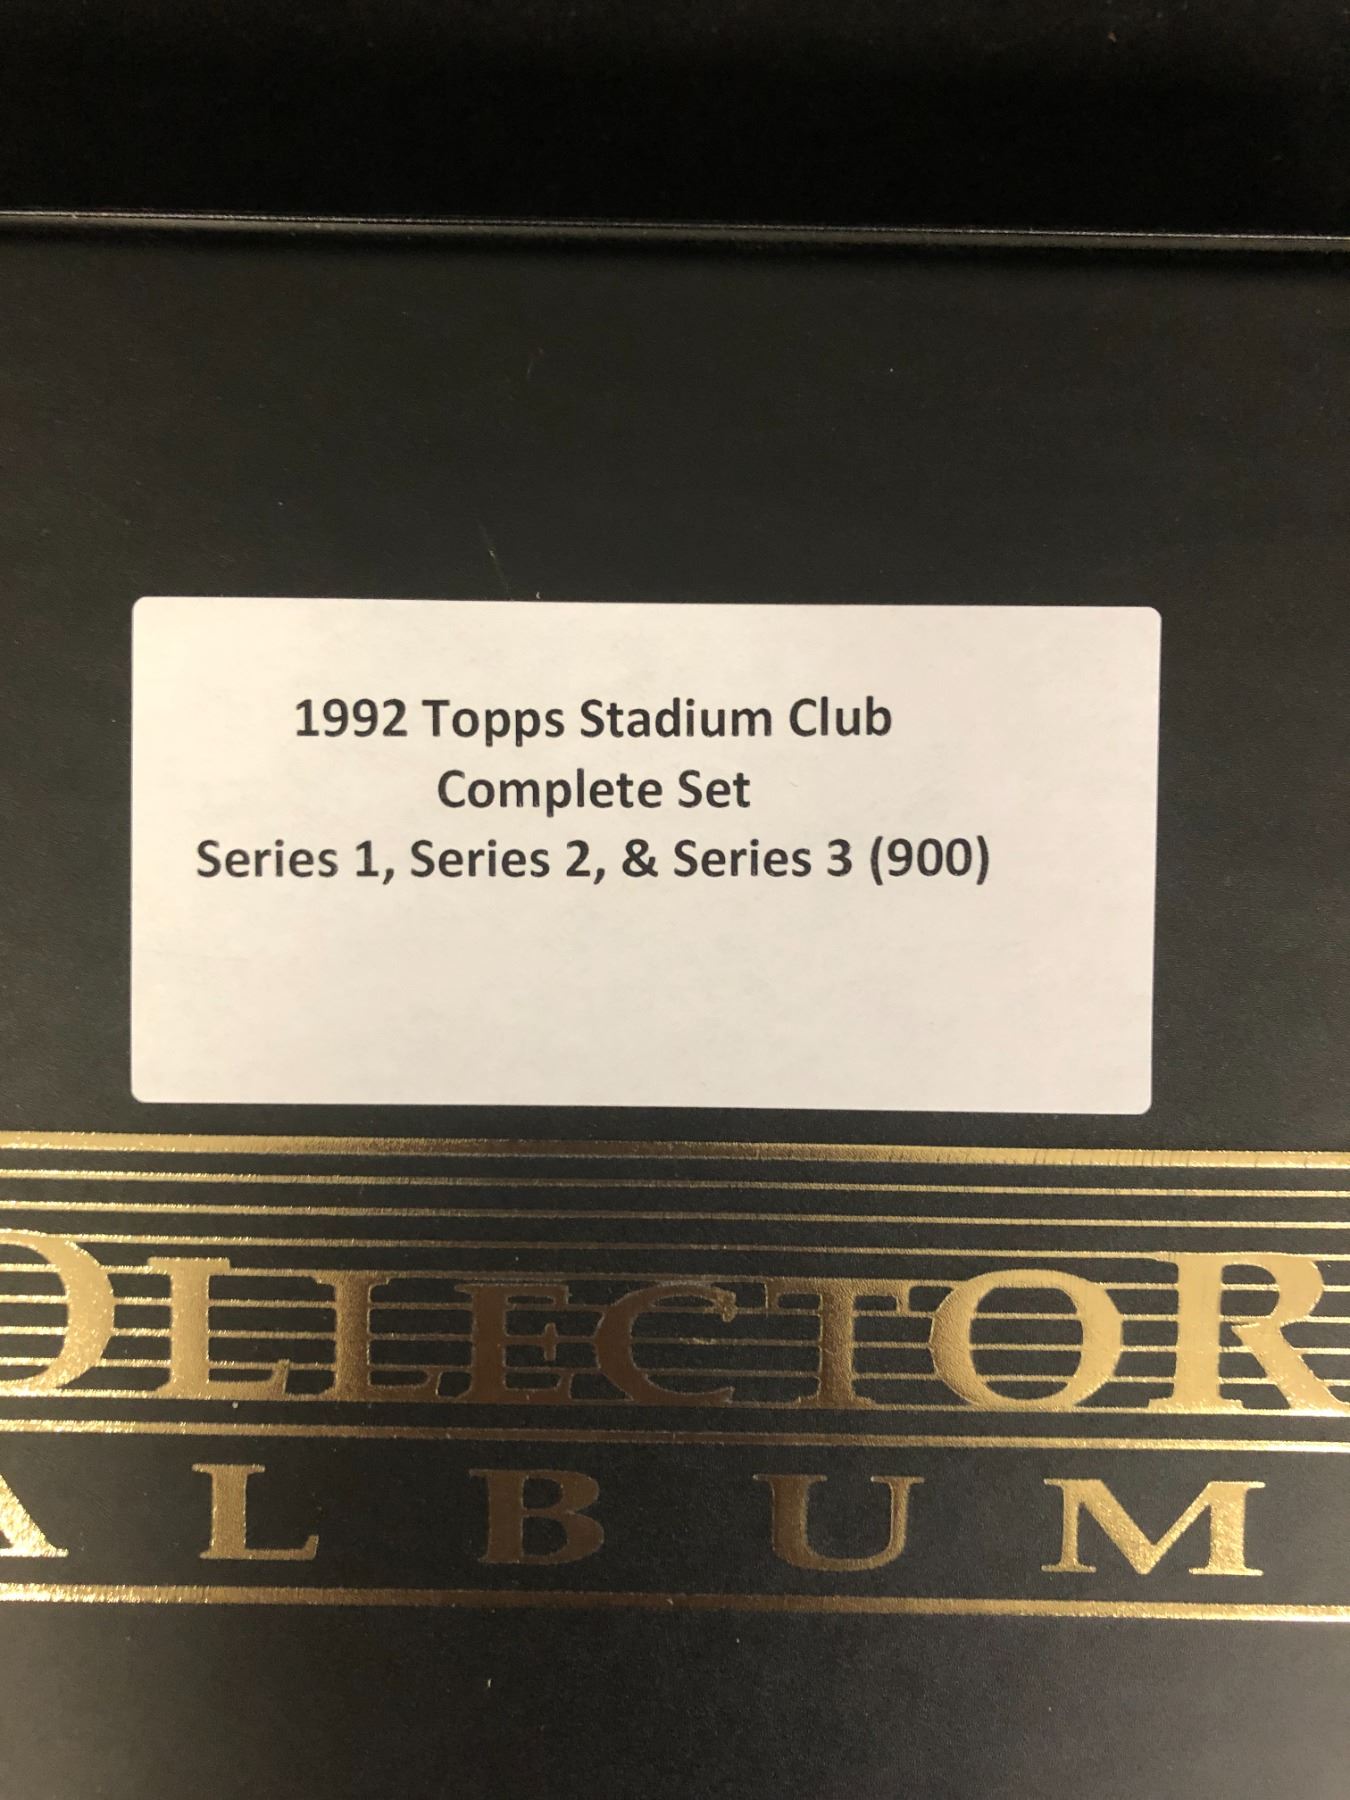 1992 Topps Stadium Club
Complete Set
Series 1, Series 2, & Series 3 (900)
OLLECTOR
ALBUM